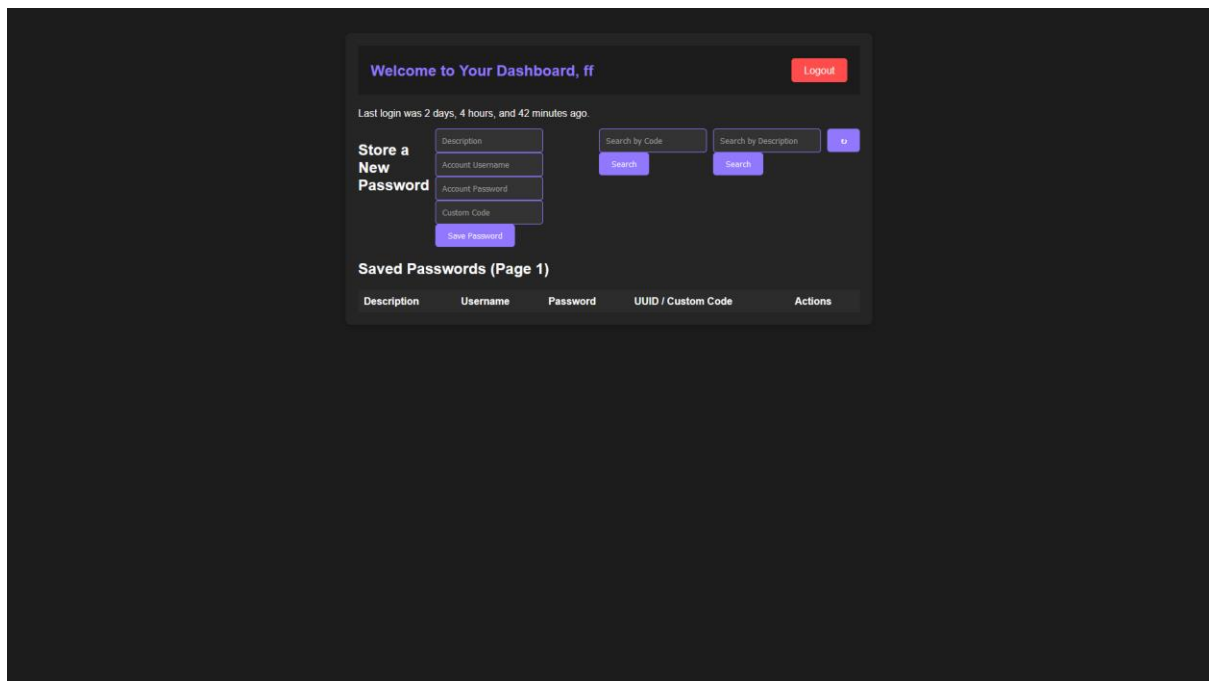 Welcome to Your Dashboard, ff
Logout
Last login was 2 days, 4 hours, and 42 minutes ago.
Store a
New
Password
Description
Account Username
Account Password
Custom Code
Save Password
Search by Code
Search
Search by Description
Search
↻
Saved Passwords (Page 1)
Description Username Password UUID / Custom Code Actions